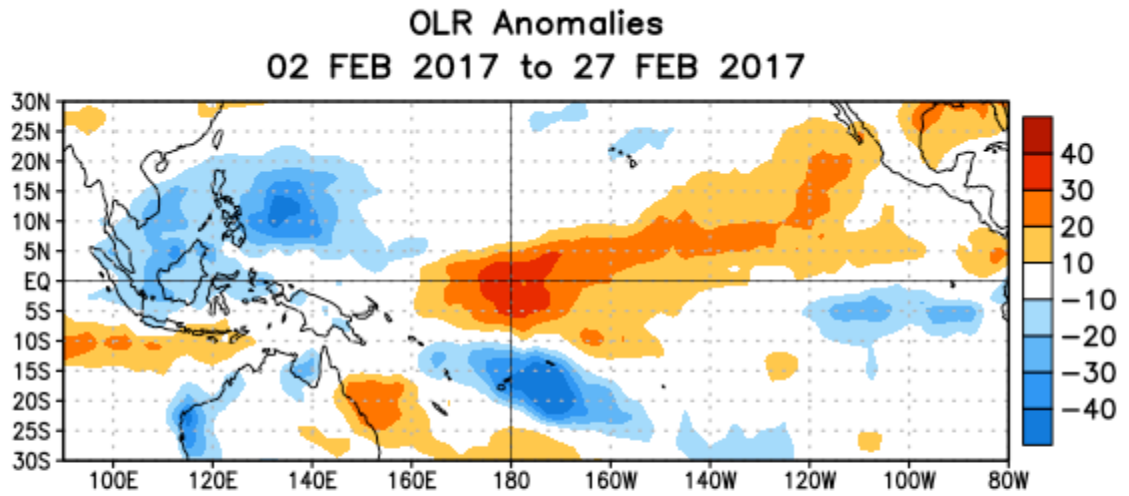 OLR Anomalies
02 FEB 2017 to 27 FEB 2017
30N
25N
20N
15N
10N
5N
EQ
5S
10S
15S
20S
25S
30S
100E 120E 140E 160E 180 160W 140W 120W 100W 80W
40
30
20
10
-10
-20
-30
-40